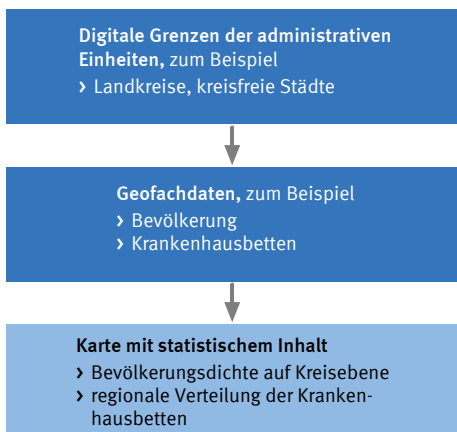 Digitale Grenzen der administrativen
Einheiten, zum Beispiel
› Landkreise, kreisfreie Städte
Geofachdaten, zum Beispiel
› Bevölkerung
› Krankenhausbetten
Karte mit statistischem Inhalt
› Bevölkerungsdichte auf Kreisebene
› regionale Verteilung der Kranken-
hausbetten